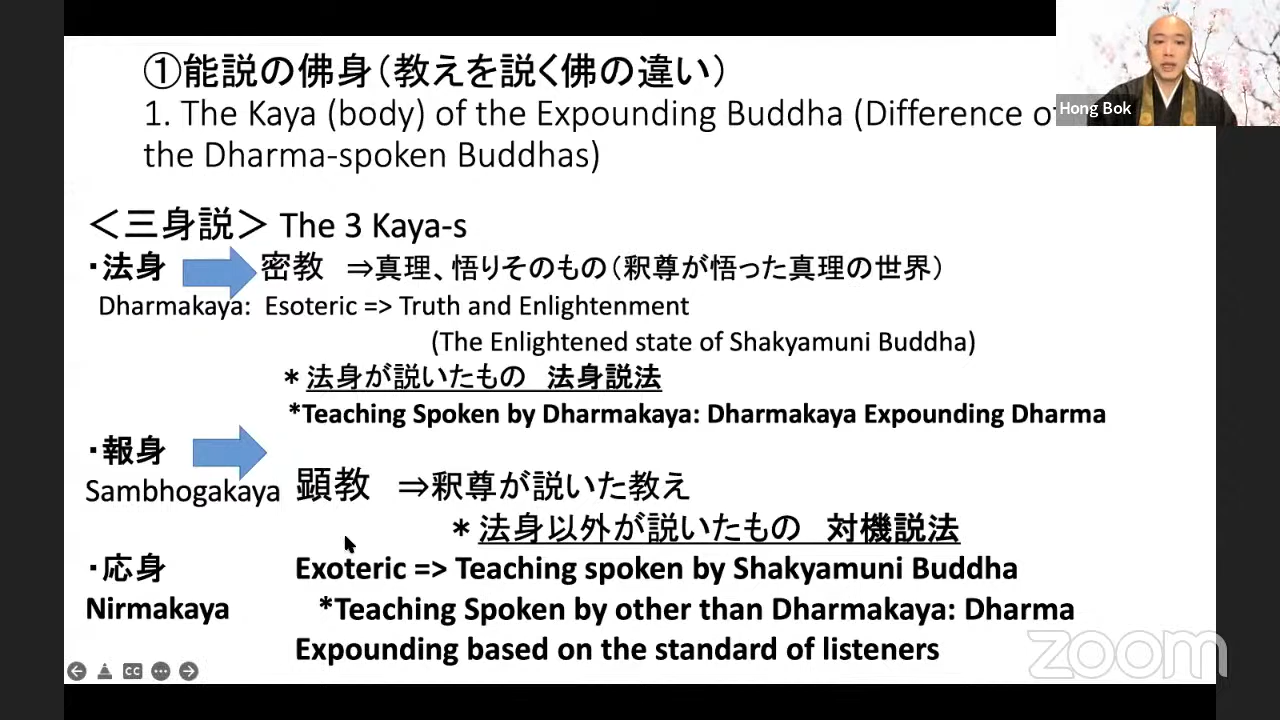 ①能説の佛身（教えを説く佛の違い）
1. The Kaya (body) of the Expounding Buddha (Difference of
the Dharma-spoken Buddhas)
Hong Bok
＜三身説＞ The 3 Kaya-s
・法身 密教 ⇒真理、悟りそのもの（釈尊が悟った真理の世界）
Dharmakaya: Esoteric => Truth and Enlightenment
(The Enlightened state of Shakyamuni Buddha)
＊法身が説いたもの 法身説法
*Teaching Spoken by Dharmakaya: Dharmakaya Expounding Dharma
・報身
Sambhogakaya 顕教 ⇒釈尊が説いた教え
＊法身以外が説いたもの 対機説法
・応身 Exoteric => Teaching spoken by Shakyamuni Buddha
Nirmakaya *Teaching Spoken by other than Dharmakaya: Dharma
Expounding based on the standard of listeners
zoom
CC